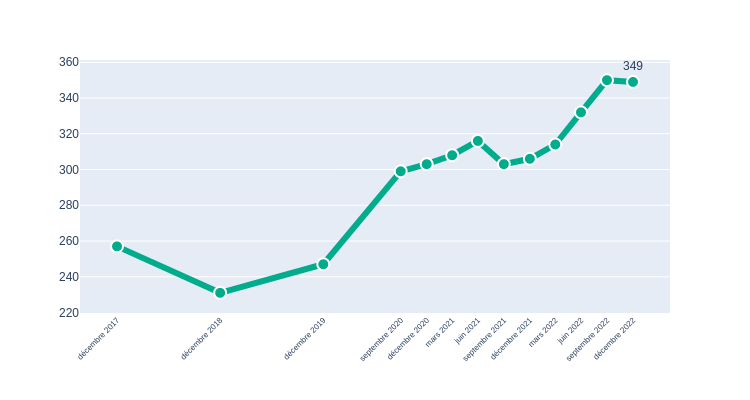 360
349
340
320
300
280
260
240
220
décembre 2017
décembre 2018
décembre 2019
septembre 2020
décembre 2020
mars 2021
juin 2021
septembre 2021
décembre 2021
mars 2022
juin 2022
septembre 2022
décembre 2022